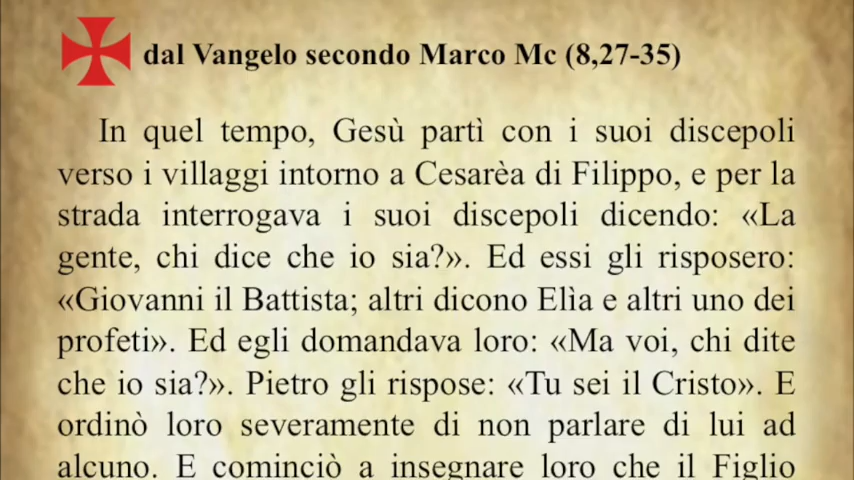 dal Vangelo secondo Marco Mc (8,27-35)
In quel tempo, Gesù partì con i suoi discepoli
verso i villaggi intorno a Cesarèa di Filippo, e per la
strada interrogava i suoi discepoli dicendo: «La
gente, chi dice che io sia?». Ed essi gli risposero:
«Giovanni il Battista; altri dicono Elìa e altri uno dei
profeti». Ed egli domandava loro: «Ma voi, chi dite
che io sia?». Pietro gli rispose: «Tu sei il Cristo». E
ordinò loro severamente di non parlare di lui ad
alcuno. E cominciò a insegnare loro che il Figlio